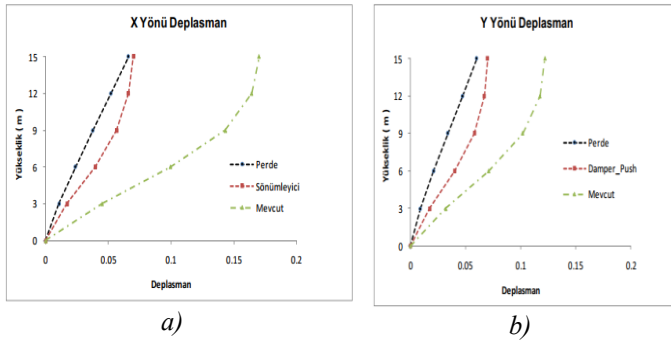 X Yönü Deplasman
Yükseklik ( m )
15
12
9
6
3
0
0
0.05
0.1
0.15
0.2
Deplasman
Perde
Sönümleyici
Mevcut
a)
Y Yönü Deplasman
Yükseklik ( m )
15
12
9
6
3
0
0
0.05
0.1
0.15
0.2
Deplasman
Perde
Damper_Push
Mevcut
b)